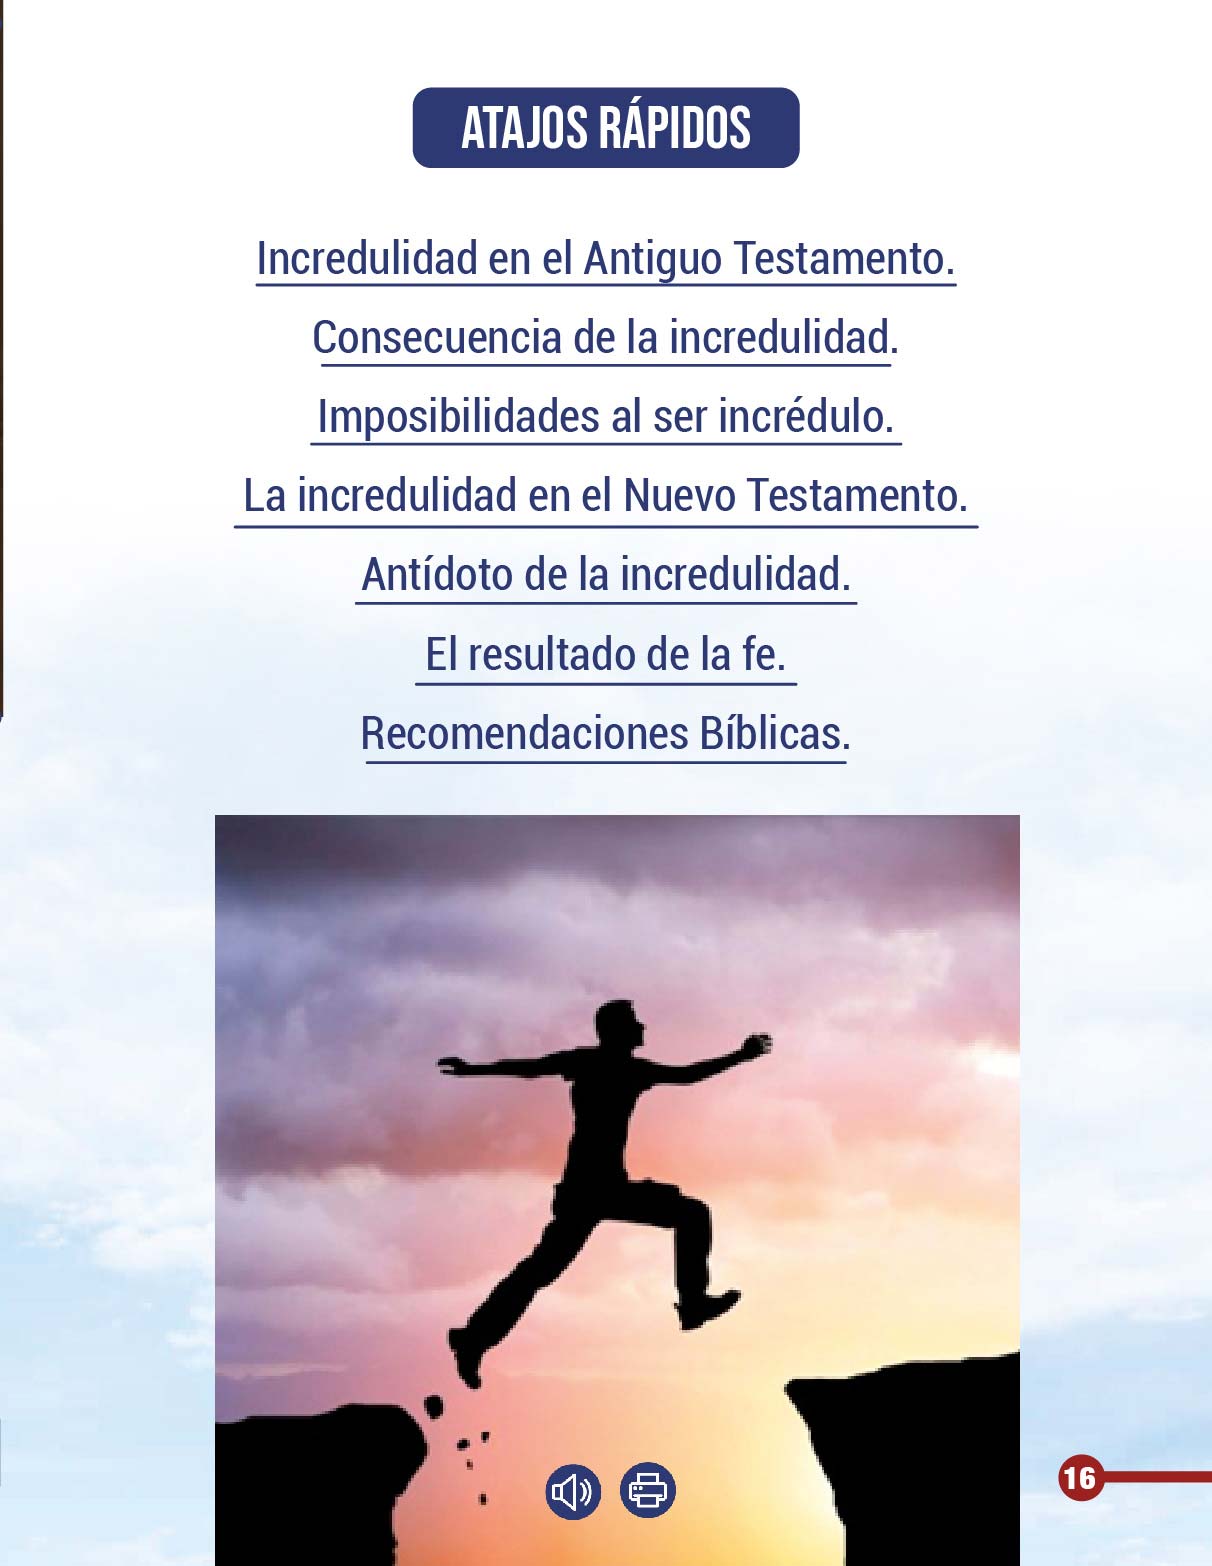 ATAJOS RÁPIDOS
Incredulidad en el Antiguo Testamento.
Consecuencia de la incredulidad.
Imposibilidades al ser incrédulo.
La incredulidad en el Nuevo Testamento.
Antídoto de la incredulidad.
El resultado de la fe.
Recomendaciones Bíblicas.
16